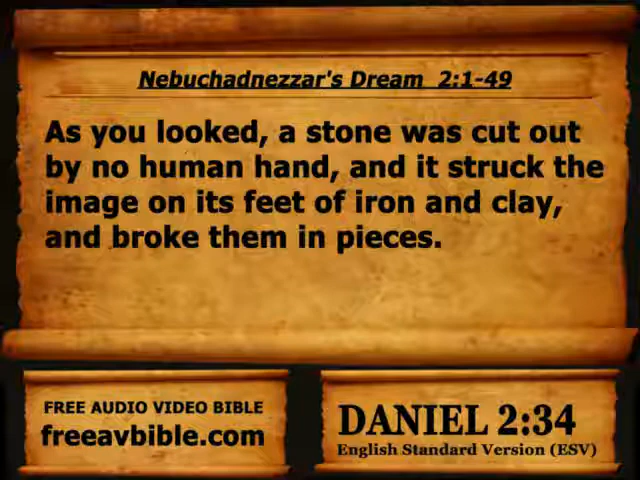 Nebuchadnezzar's Dream 2:1-49
As you looked, a stone was cut out
by no human hand, and it struck the
image on its feet of iron and clay,
and broke them in pieces.
FREE AUDIO VIDEO BIBLE
freeavbible.com
DANIEL 2:34
English Standard Version (ESV)